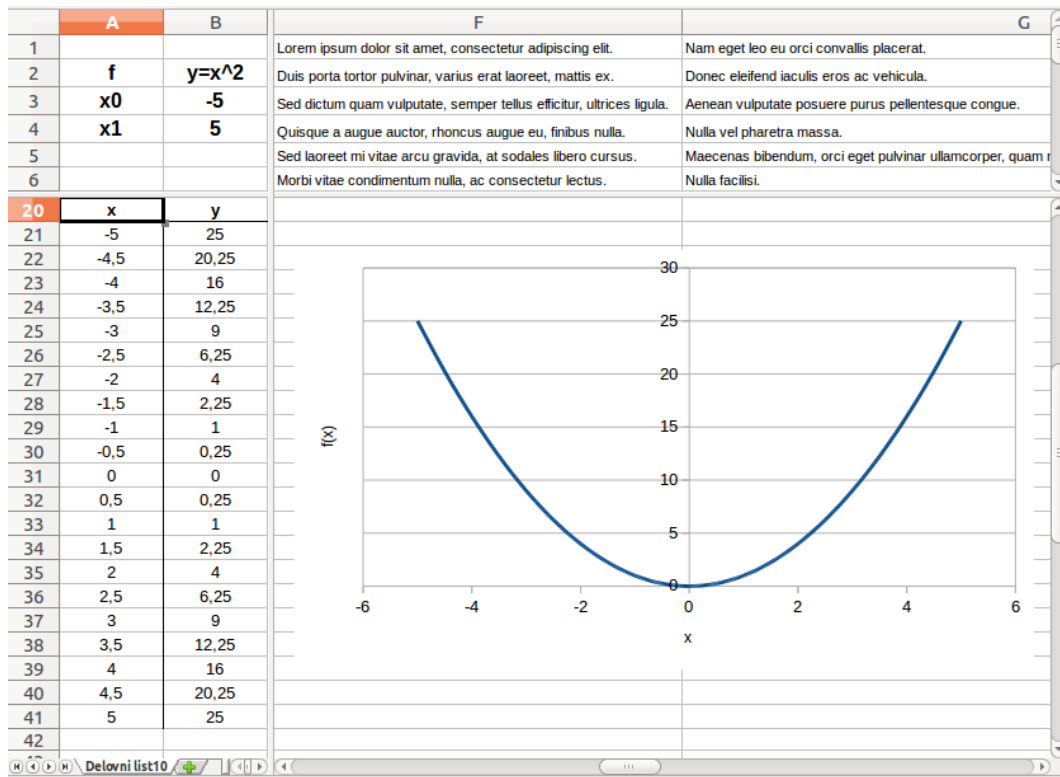 A B F G
1 Lorem ipsum dolor sit amet, consectetur adipiscing elit. Nam eget leo eu orci convallis placerat.
2 f y=x^2 Duis porta tortor pulvinar, varius erat laoreet, mattis ex. Donec eleifend iaculis eros ac vehicula.
3 x0 -5 Sed dictum quam vulputate, semper tellus efficitur, ultrices ligula. Aenean vulputate posuere purus pellentesque congue.
4 x1 5 Quisque a augue auctor, rhoncus augue eu, finibus nulla. Nulla vel pharetra massa.
5 Sed laoreet mi vitae arcu gravida, at sodales libero cursus. Maecenas bibendum, orci eget pulvinar ullamcorper, quam
6 Morbi vitae condimentum nulla, ac consectetur lectus. Nulla facilisi.
20 x y
21 -5 25
22 -4,5 20,25
23 -4 16
24 -3,5 12,25
25 -3 9
26 -2,5 6,25
27 -2 4
28 -1,5 2,25
29 -1 1
30 -0,5 0,25
31 0 0
32 0,5 0,25
33 1 1
34 1,5 2,25
35 2 4
36 2,5 6,25
37 3 9
38 3,5 12,25
39 4 16
40 4,5 20,25
41 5 25
42
30
25
20
15
10
5
0
f(x)
-6 -4 -2 0 2 4 6
x
Delovni list10